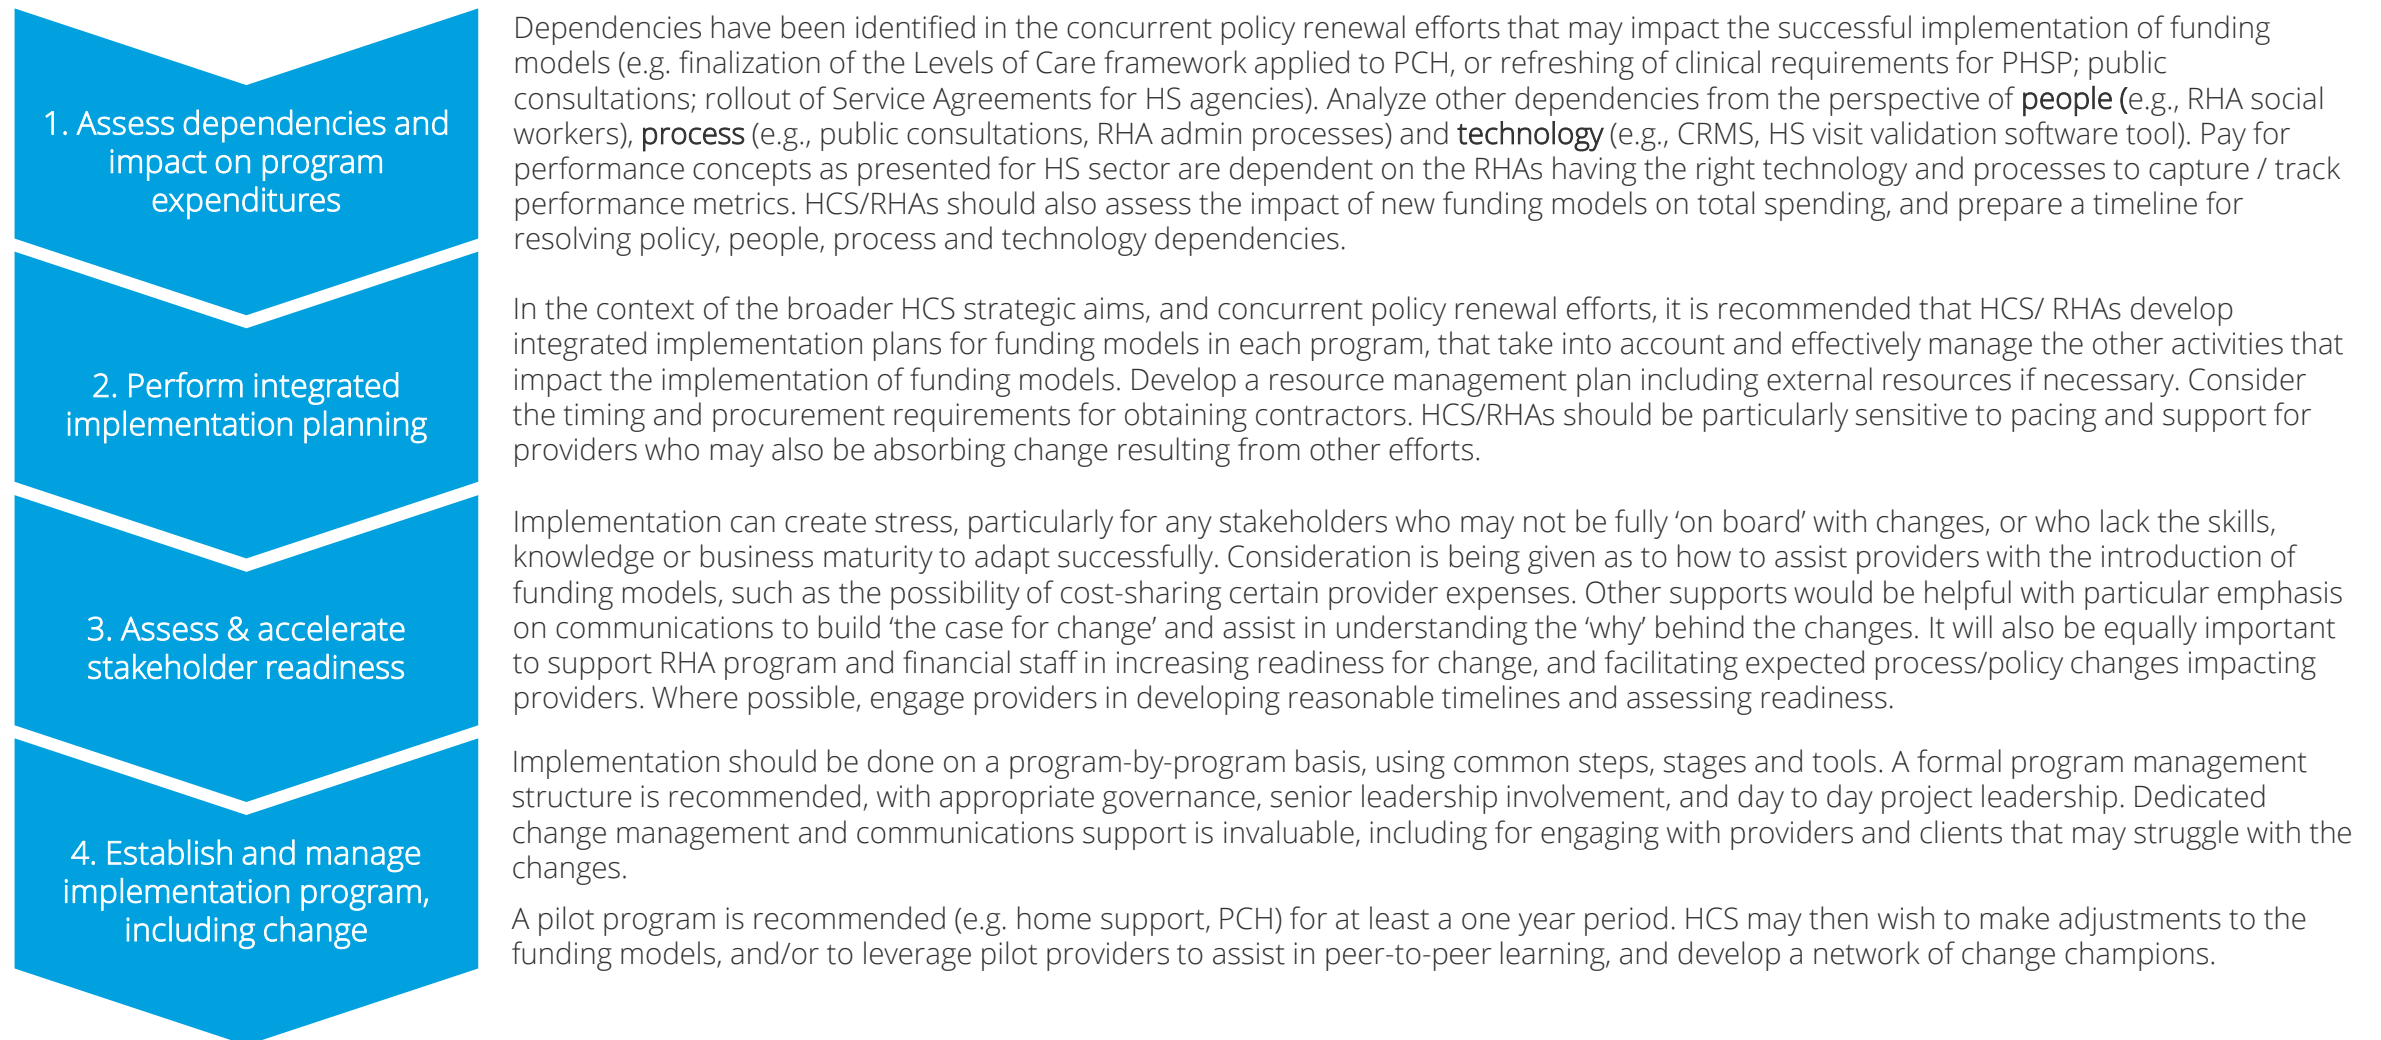 1. Assess dependencies and
impact on program
expenditures
Dependencies have been identified in the concurrent policy renewal efforts that may impact the successful implementation of funding
models (e.g. finalization of the Levels of Care framework applied to PCH, or refreshing of clinical requirements for PHSP; public
consultations; rollout of Service Agreements for HS agencies). Analyze other dependencies from the perspective of people (e.g., RHA social
workers), process (e.g., public consultations, RHA admin processes) and technology (e.g., CRMS, HS visit validation software tool). Pay for
performance concepts as presented for HS sector are dependent on the RHAs having the right technology and processes to capture / track
performance metrics. HCS/RHAs should also assess the impact of new funding models on total spending, and prepare a timeline for
resolving policy, people, process and technology dependencies.
2. Perform integrated
implementation planning
In the context of the broader HCS strategic aims, and concurrent policy renewal efforts, it is recommended that HCS/ RHAs develop
integrated implementation plans for funding models in each program, that take into account and effectively manage the other activities that
impact the implementation of funding models. Develop a resource management plan including external resources if necessary. Consider
the timing and procurement requirements for obtaining contractors. HCS/RHAs should be particularly sensitive to pacing and support for
providers who may also be absorbing change resulting from other efforts.
3. Assess & accelerate
stakeholder readiness
Implementation can create stress, particularly for any stakeholders who may not be fully ‘on board’ with changes, or who lack the skills,
knowledge or business maturity to adapt successfully. Consideration is being given as to how to assist providers with the introduction of
funding models, such as the possibility of cost-sharing certain provider expenses. Other supports would be helpful with particular emphasis
on communications to build ‘the case for change’ and assist in understanding the ‘why’ behind the changes. It will also be equally important
to support RHA program and financial staff in increasing readiness for change, and facilitating expected process/policy changes impacting
providers. Where possible, engage providers in developing reasonable timelines and assessing readiness.
4. Establish and manage
implementation program,
including change
Implementation should be done on a program-by-program basis, using common steps, stages and tools. A formal program management
structure is recommended, with appropriate governance, senior leadership involvement, and day to day project leadership. Dedicated
change management and communications support is invaluable, including for engaging with providers and clients that may struggle with the
changes.
A pilot program is recommended (e.g. home support, PCH) for at least a one year period. HCS may then wish to make adjustments to the
funding models, and/or to leverage pilot providers to assist in peer-to-peer learning, and develop a network of change champions.